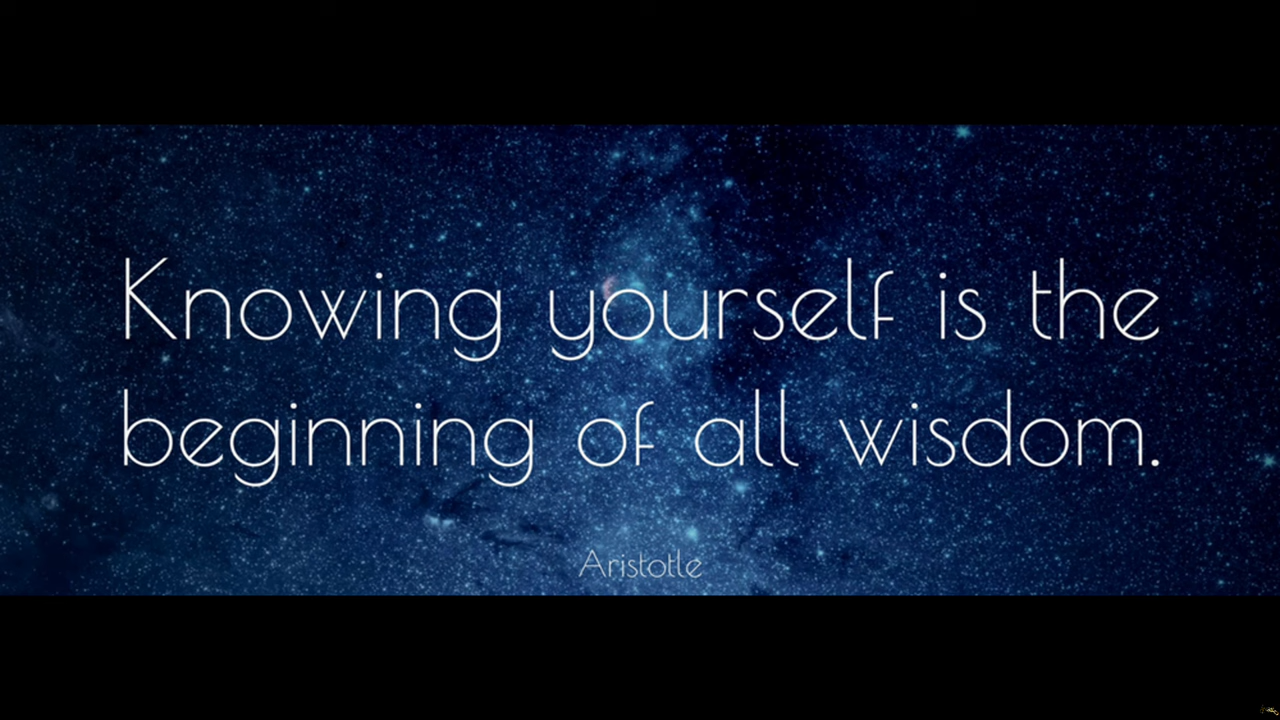 Knowing yourself is the
beginning of all wisdom.
Aristotle